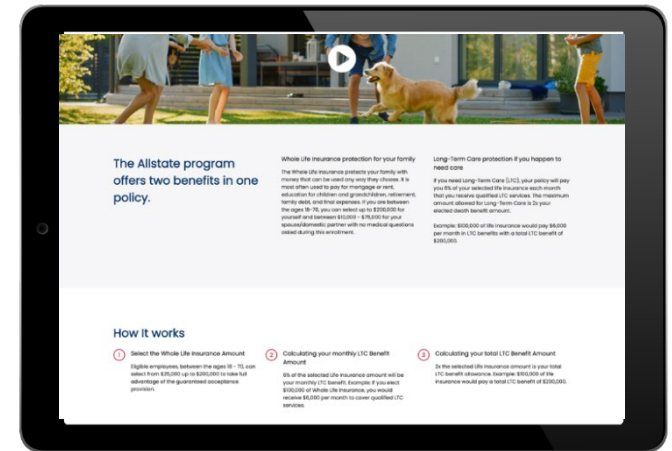 The Allstate program
offers two benefits in one
policy.
Whole Life Insurance protection for your family
The Whole Life Insurance protects your family with
money that can be used any way they choose. It is
most often used to pay for mortgage or rent,
education for children and grandchildren, retirement,
family debt, and final expenses. If you are between
the ages 18-70, you can select up to $200,000 for
yourself and between $10,000 - $75,000 for your
spouse/domestic partner with no medical questions
asked during this enrollment.
Long-Term Care protection if you happen to
need care
If you need Long-Term Care (LTC), your policy will pay
you 6% of your selected life insurance each month
that you receive qualified LTC services. The maximum
amount allowed for Long-Term Care is 2x your
elected death benefit amount.
Example: $100,000 of life insurance would pay $6,000
per month in LTC benefits with a total LTC benefit of
$200,000.
How It works
1 Select the Whole Life Insurance Amount
Eligible employees, between the ages 18 - 70, can
select from $25,000 up to $200,000 to take full
advantage of the guaranteed acceptance
provision.
2 Calculating your monthly LTC Benefit
Amount
6% of the selected life insurance amount will be
your monthly LTC benefit. Example: If you elect
$100,000 of Whole Life Insurance, you would
receive $6,000 per month to cover qualified LTC
services.
3 Calculating your total LTC Benefit Amount
2x the selected life insurance amount is your total
LTC benefit allowance. Example: $100,000 of life
insurance would pay a total LTC benefit of $200,000.